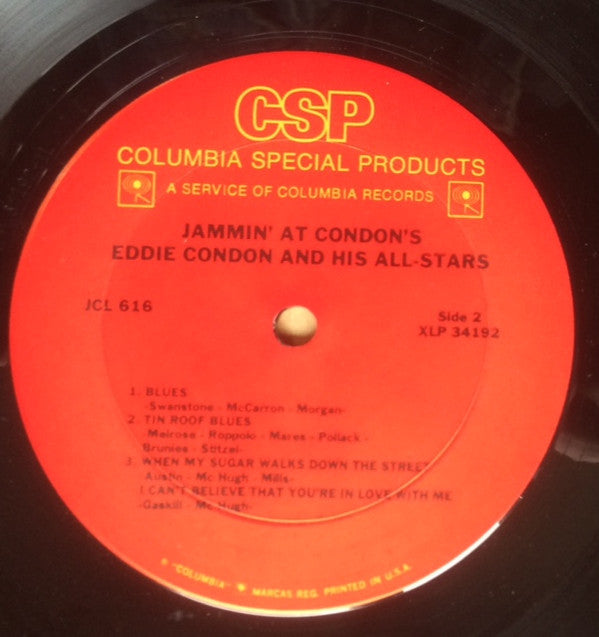 CSP
COLUMBIA SPECIAL PRODUCTS
A SERVICE OF COLUMBIA RECORDS
JAMMIN' AT CONDON'S
EDDIE CONDON AND HIS ALL-STARS
JCL 616
Side 2
XLP 34192
1. BLUES
-Swanstone - McCarron - Morgan-
2. TIN ROOF BLUES
-Melrose - Roppolo - Mares - Pollack -
Brunies - Stitzel-
3. WHEN MY SUGAR WALKS DOWN THE STREET
-Austin - Mc Hugh - Mills-
I CAN'T BELIEVE THAT YOU'RE IN LOVE WITH ME
-Gaskill - Mc Hugh-
® "COLUMBIA" MARCAS REG. PRINTED IN U.S.A.